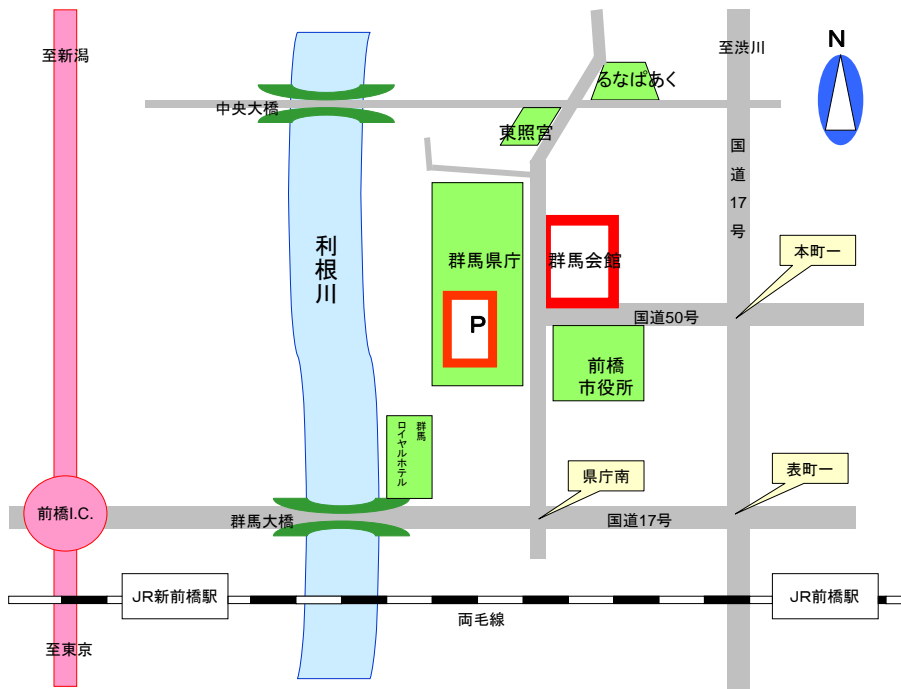 至新潟
至渋川
N
るなぱあく
中央大橋
東照宮
国道17号
利根川
群馬県庁
群馬会館
本町一
P
国道50号
前橋
市役所
群馬
ロイヤルホテル
県庁南
表町一
前橋I.C.
群馬大橋
国道17号
JR新前橋駅
JR前橋駅
両毛線
至東京